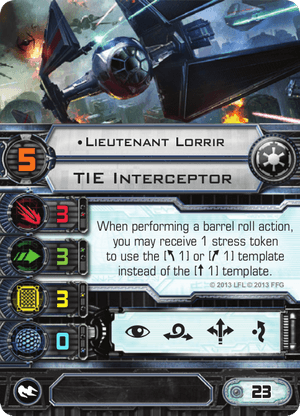 •Lieutenant Lorrir
5
TIE Interceptor
3
3
3
0
When performing a barrel roll action,
you may receive 1 stress token
to use the [↰ 1] or [↱ 1] template
instead of the [↑ 1] template.
© 2013 LFL © 2013 FFG
23